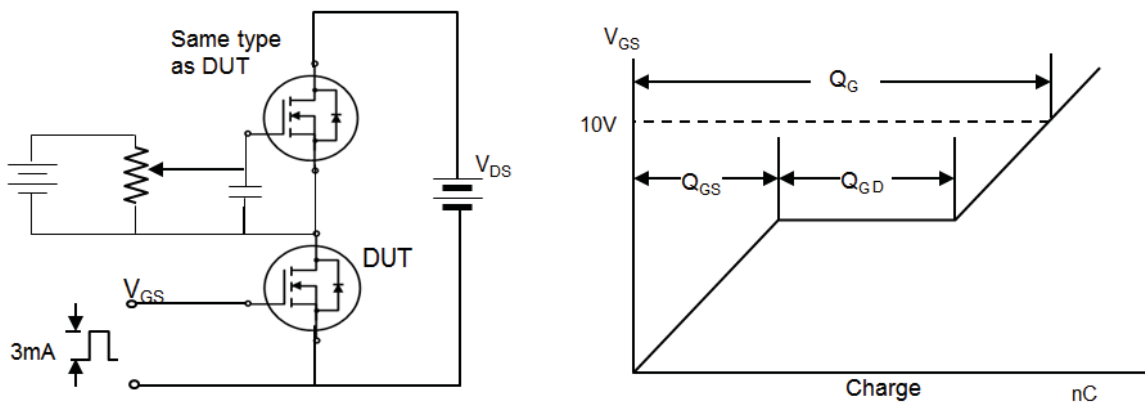 Same type
as DUT
V_DS
DUT
V_GS
3mA
V_GS
Q_G
10V
Q_GS
Q_GD
Charge
nC